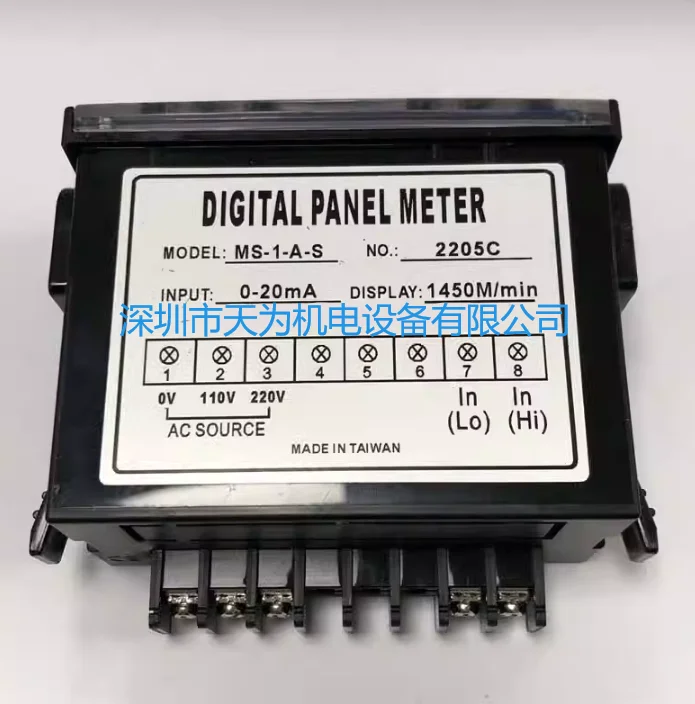 DIGITAL PANEL METER
MODEL: MS-1-A-S NO.: 2205C
INPUT: 0-20mA DISPLAY: 1450M/min
深圳市天为机电设备有限公司
1 2 3 4 5 6 7 8
0V 110V 220V In (Lo) In (Hi)
AC SOURCE
MADE IN TAIWAN